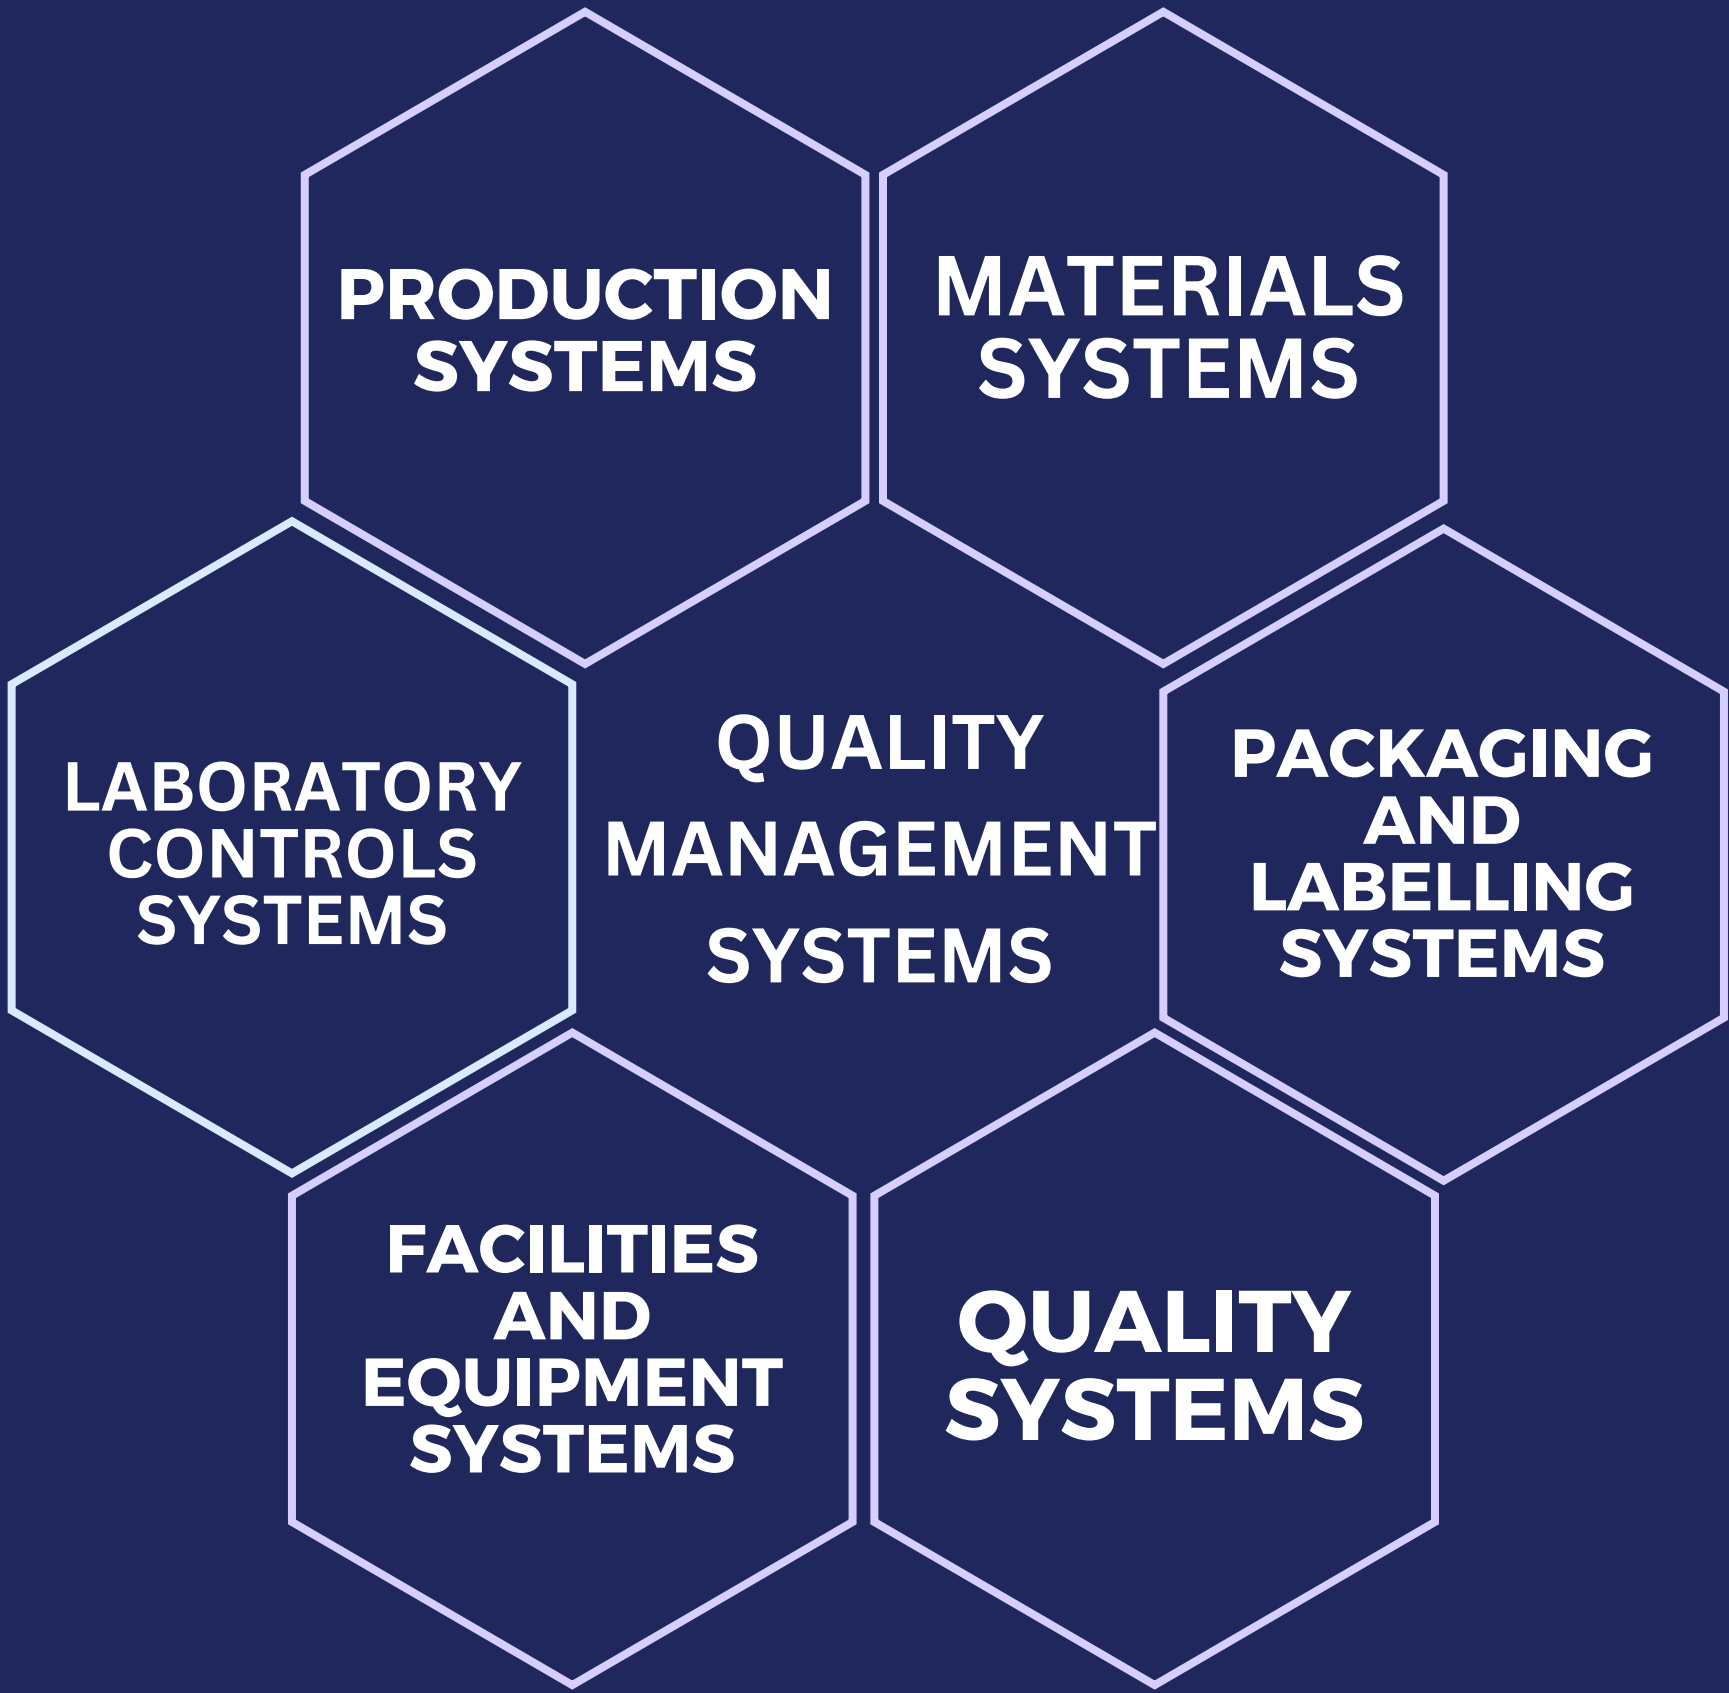 PRODUCTION
SYSTEMS
MATERIALS
SYSTEMS
LABORATORY
CONTROLS
SYSTEMS
QUALITY
MANAGEMENT
SYSTEMS
PACKAGING
AND
LABELLING
SYSTEMS
FACILITIES
AND
EQUIPMENT
SYSTEMS
QUALITY
SYSTEMS